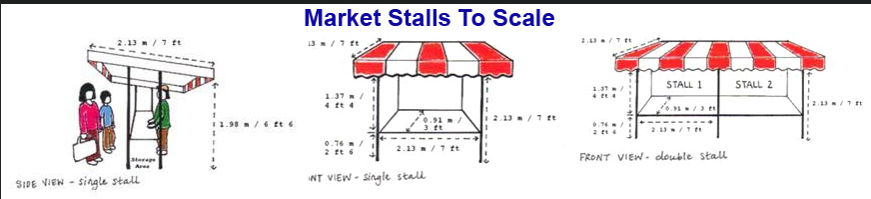 Market Stalls To Scale
2.13 m / 7 ft
1.98 m / 6 ft 6
Storage
Area
SIDE VIEW - single stall
13 m / 7 ft
1.37 m /
4 ft 4
0.91 m /
3 ft
2.13 m / 7 ft
0.76 m /
2 ft 6
2.13 m / 7 ft
NT VIEW - single stall
2.13 m / 7 ft
STALL 1
STALL 2
1.37 m /
4 ft 4
0.91 m / 3 ft
2.13 m / 7 ft
0.76 m /
2 ft 6
2.13 m / 7 ft
FRONT VIEW - double stall